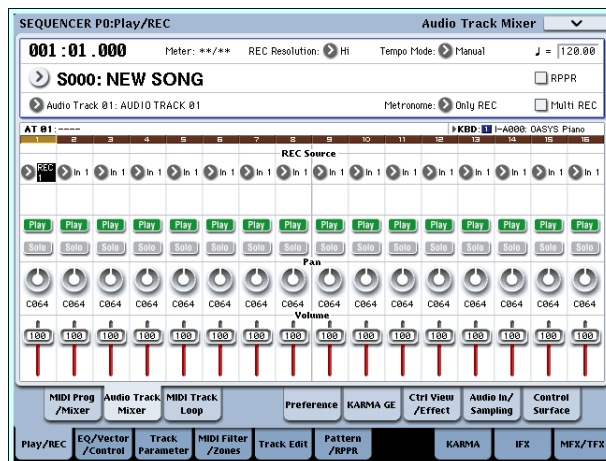 SEQUENCER P0:Play/REC Audio Track Mixer
001:01.000 Meter: **/** REC Resolution: Hi Tempo Mode: Manual ♩ = 120.00
S000: NEW SONG RPPR
Audio Track 01: AUDIO TRACK 01 Metronome: Only REC Multi REC
AT 01:---- KBD: 1 I-A000: OASYS Piano
1 2 3 4 5 6 7 8 9 10 11 12 13 14 15 16
REC Source
REC 1 In 1 In 1 In 1 In 1 In 1 In 1 In 1 In 1 In 1 In 1 In 1 In 1 In 1 In 1 In 1
Play Play Play Play Play Play Play Play Play Play Play Play Play Play Play Play
Solo Solo Solo Solo Solo Solo Solo Solo Solo Solo Solo Solo Solo Solo Solo Solo
Pan
C064 C064 C064 C064 C064 C064 C064 C064 C064 C064 C064 C064 C064 C064 C064 C064
Volume
100 100 100 100 100 100 100 100 100 100 100 100 100 100 100 100
MIDI Prog /Mixer Audio Track Mixer MIDI Track Loop Preference KARMA GE Ctrl View /Effect Audio In/ Sampling Control Surface
Play/REC EQ/Vector /Control Track Parameter MIDI Filter /Zones Track Edit Pattern /RPPR KARMA IFX MFX/TFX